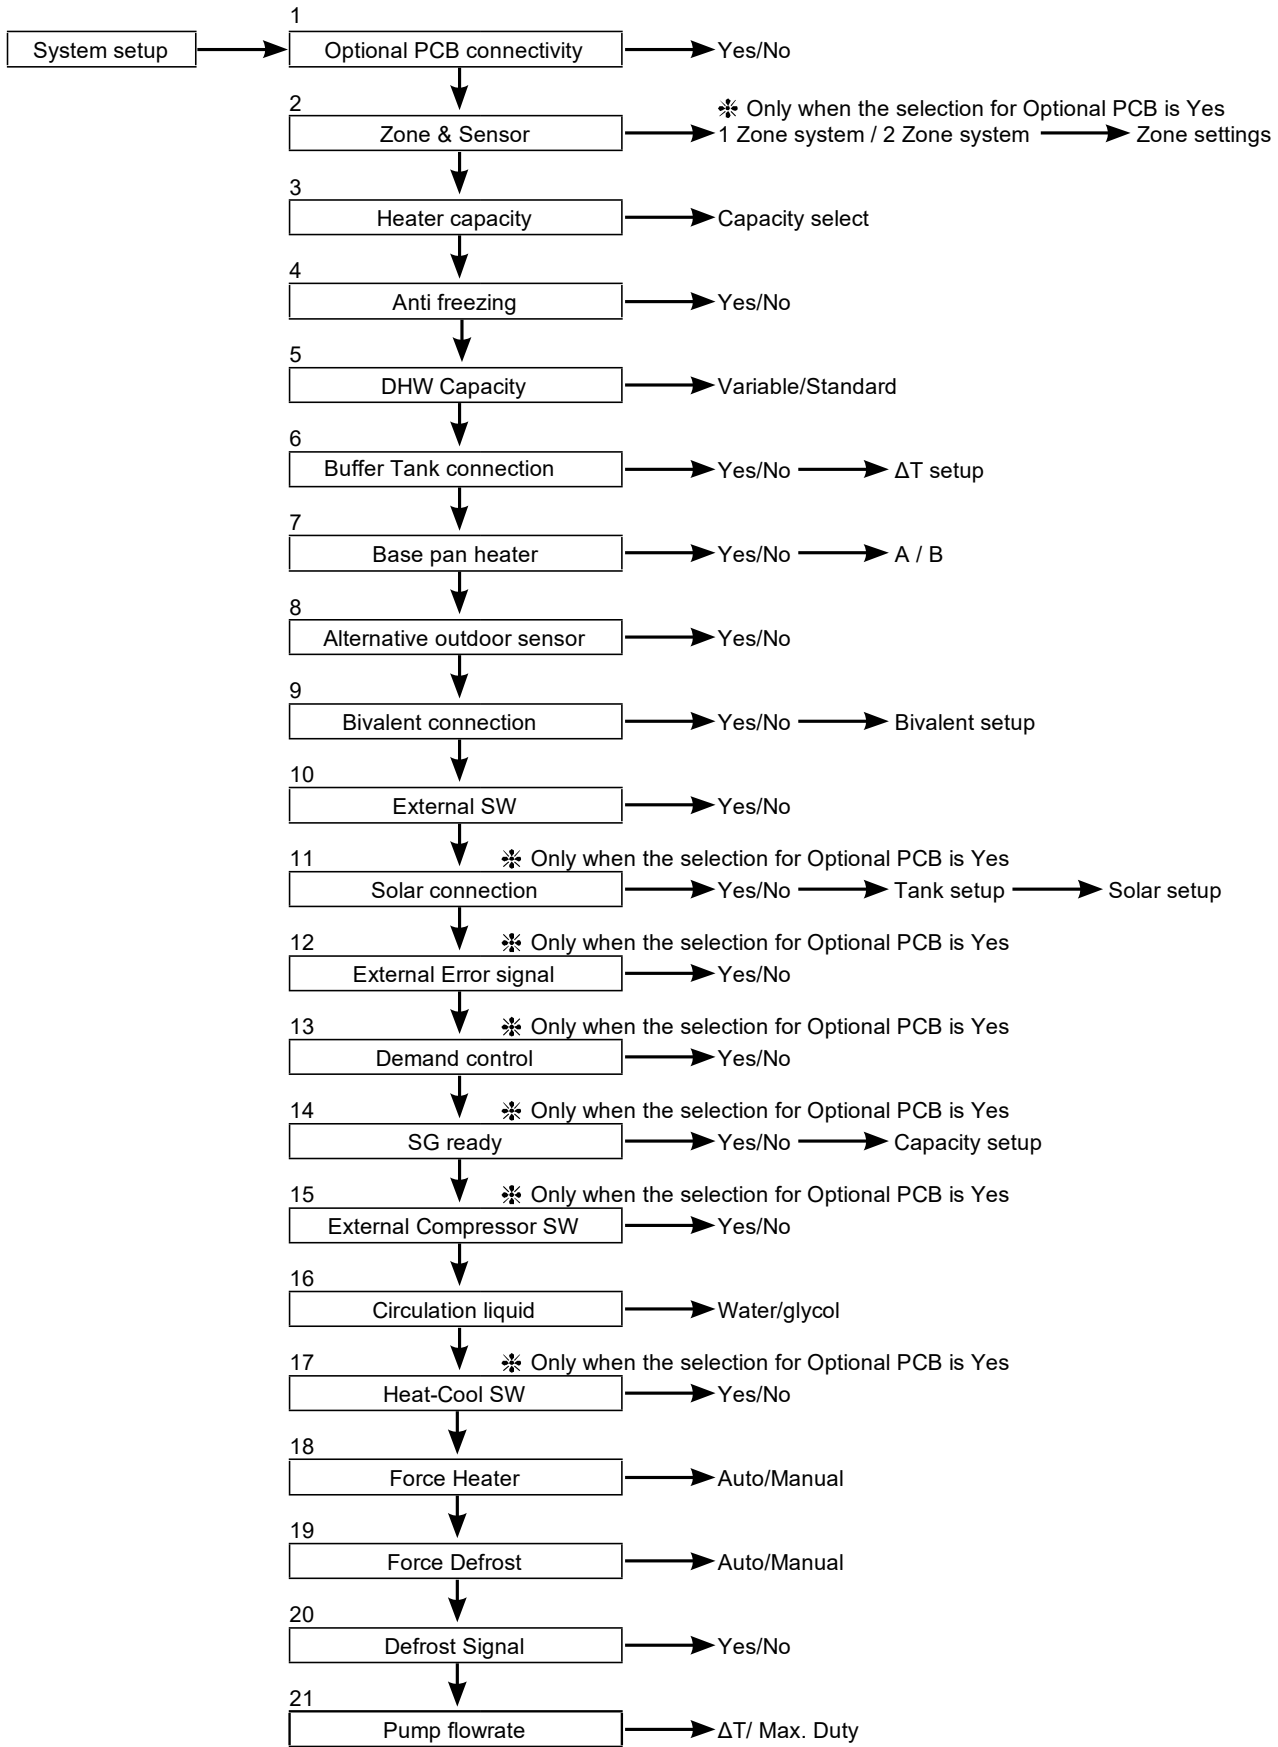 1
System setup Optional PCB connectivity Yes/No
2 ❉ Only when the selection for Optional PCB is Yes
Zone & Sensor 1 Zone system / 2 Zone system Zone settings
3
Heater capacity Capacity select
4
Anti freezing Yes/No
5
DHW Capacity Variable/Standard
6
Buffer Tank connection Yes/No ΔT setup
7
Base pan heater Yes/No A / B
8
Alternative outdoor sensor Yes/No
9
Bivalent connection Yes/No Bivalent setup
10
External SW Yes/No
11 ❉ Only when the selection for Optional PCB is Yes
Solar connection Yes/No Tank setup Solar setup
12 ❉ Only when the selection for Optional PCB is Yes
External Error signal Yes/No
13 ❉ Only when the selection for Optional PCB is Yes
Demand control Yes/No
14 ❉ Only when the selection for Optional PCB is Yes
SG ready Yes/No Capacity setup
15 ❉ Only when the selection for Optional PCB is Yes
External Compressor SW Yes/No
16
Circulation liquid Water/glycol
17 ❉ Only when the selection for Optional PCB is Yes
Heat-Cool SW Yes/No
18
Force Heater Auto/Manual
19
Force Defrost Auto/Manual
20
Defrost Signal Yes/No
21
Pump flowrate ΔT/ Max. Duty